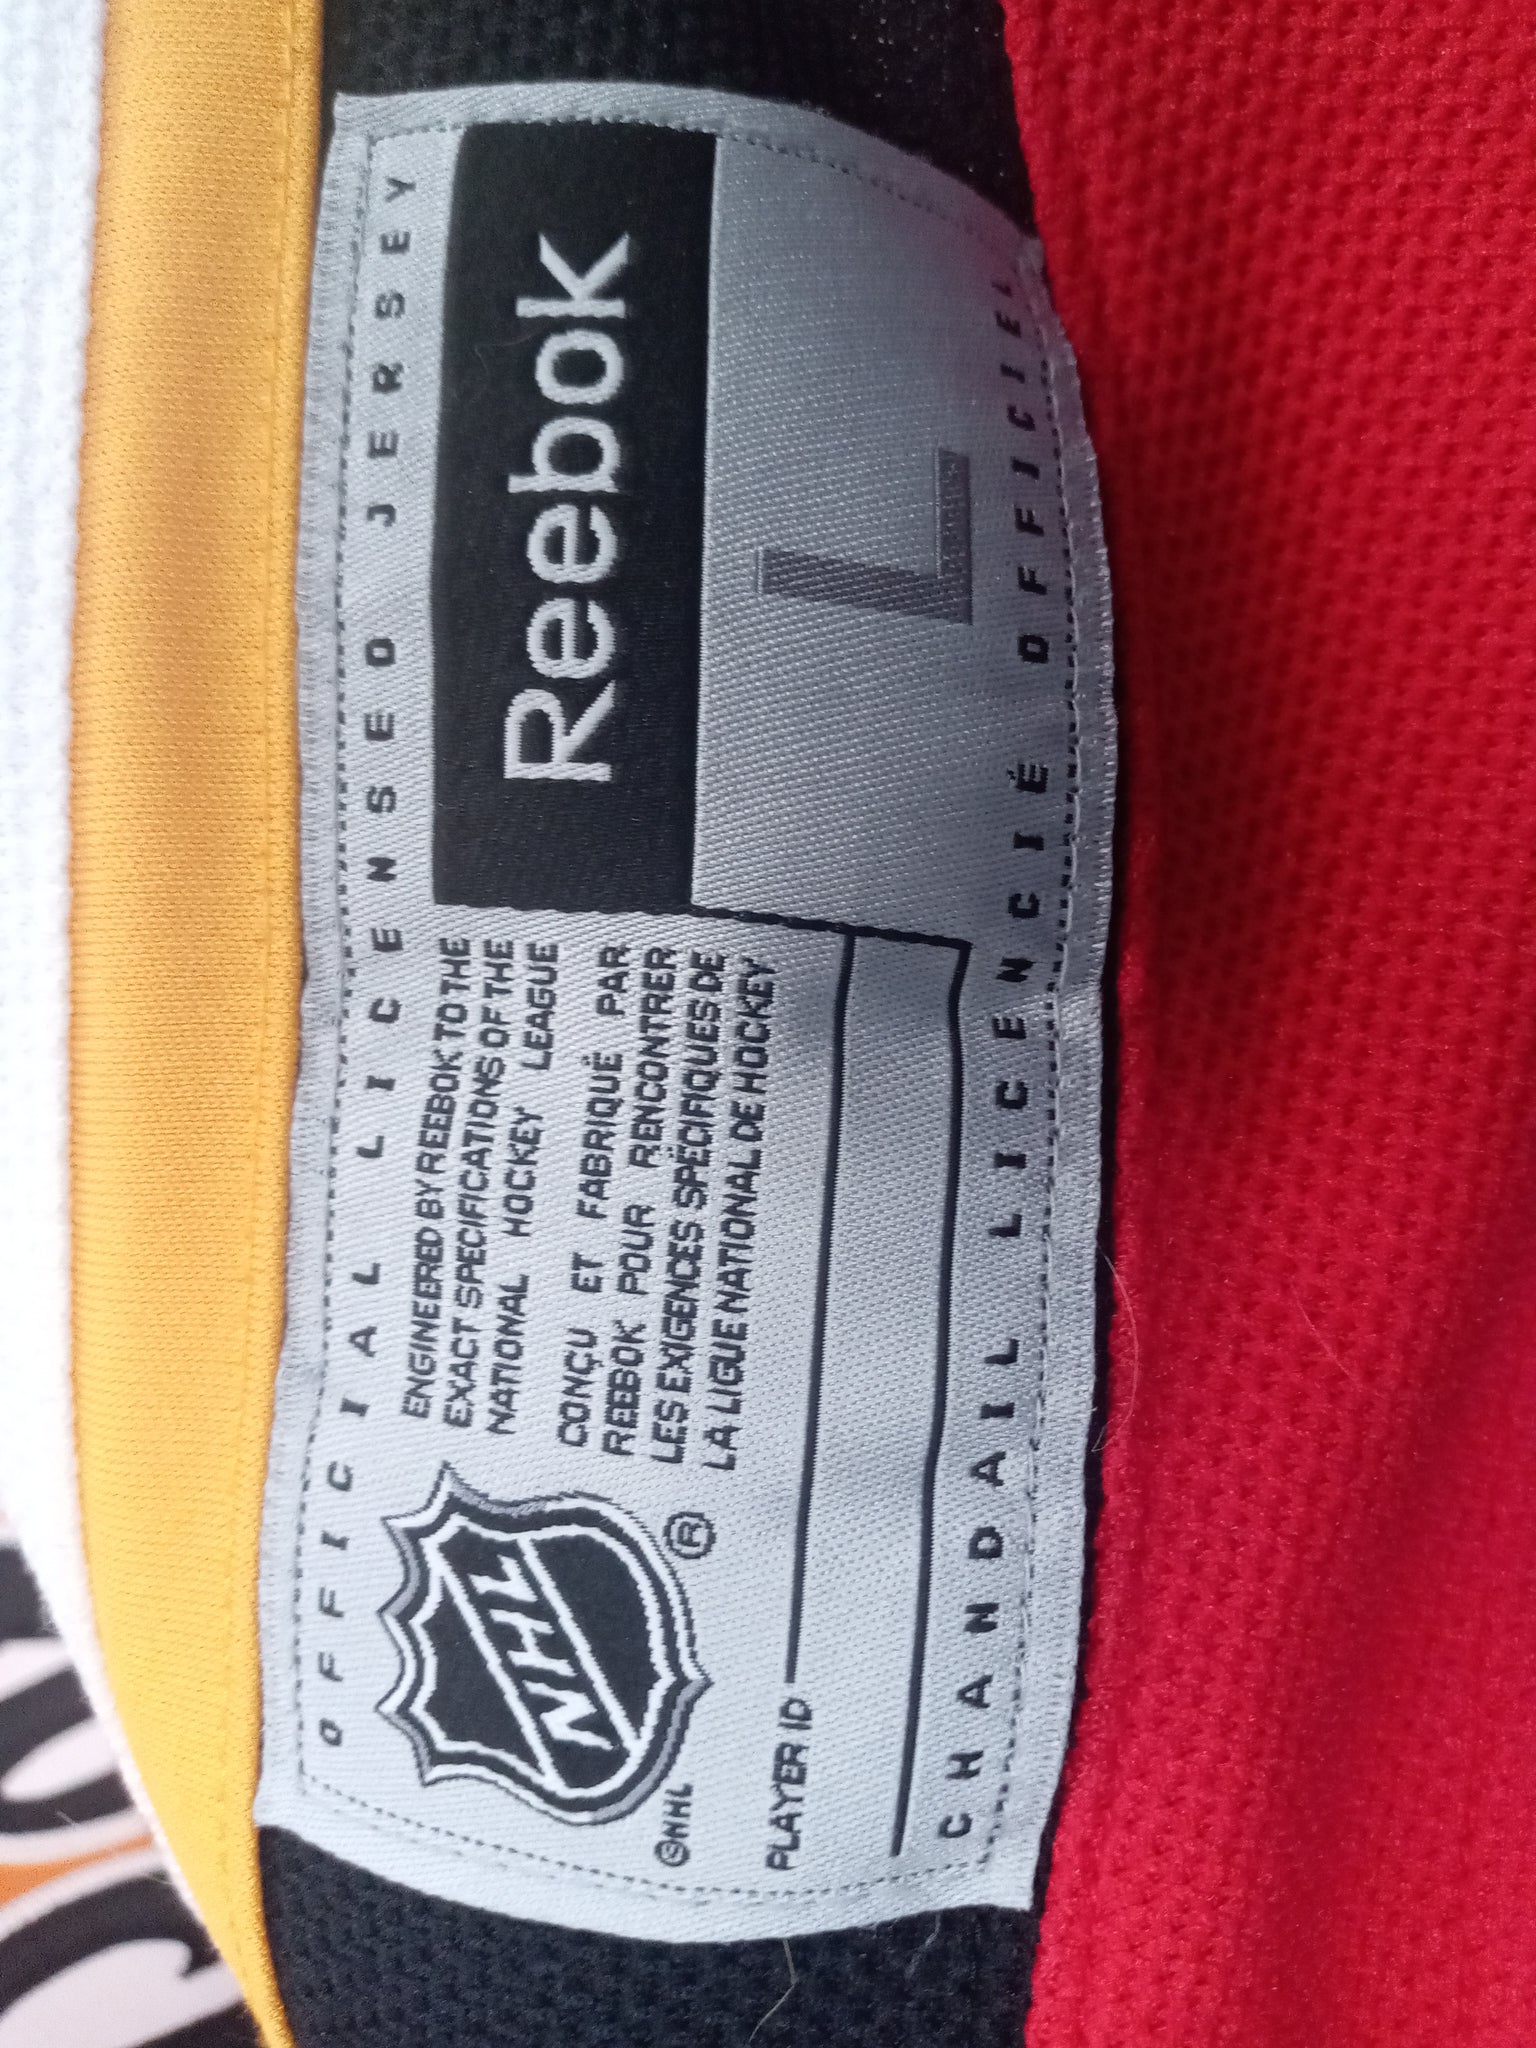 OFFICIAL LICENSED JERSEY
NHL
®
©NHL
ENGINEERED BY REEBOK TO THE
EXACT SPECIFICATIONS OF THE
NATIONAL HOCKEY LEAGUE
CONÇU ET FABRIQUÉ PAR
REEBOK POUR RENCONTRER
LES EXIGENCES SPÉCIFIQUES DE
LA LIGUE NATIONAL DE HOCKEY
PLAYER ID
Reebok
L
CHANDAIL LICENCIÉ OFFICIEL